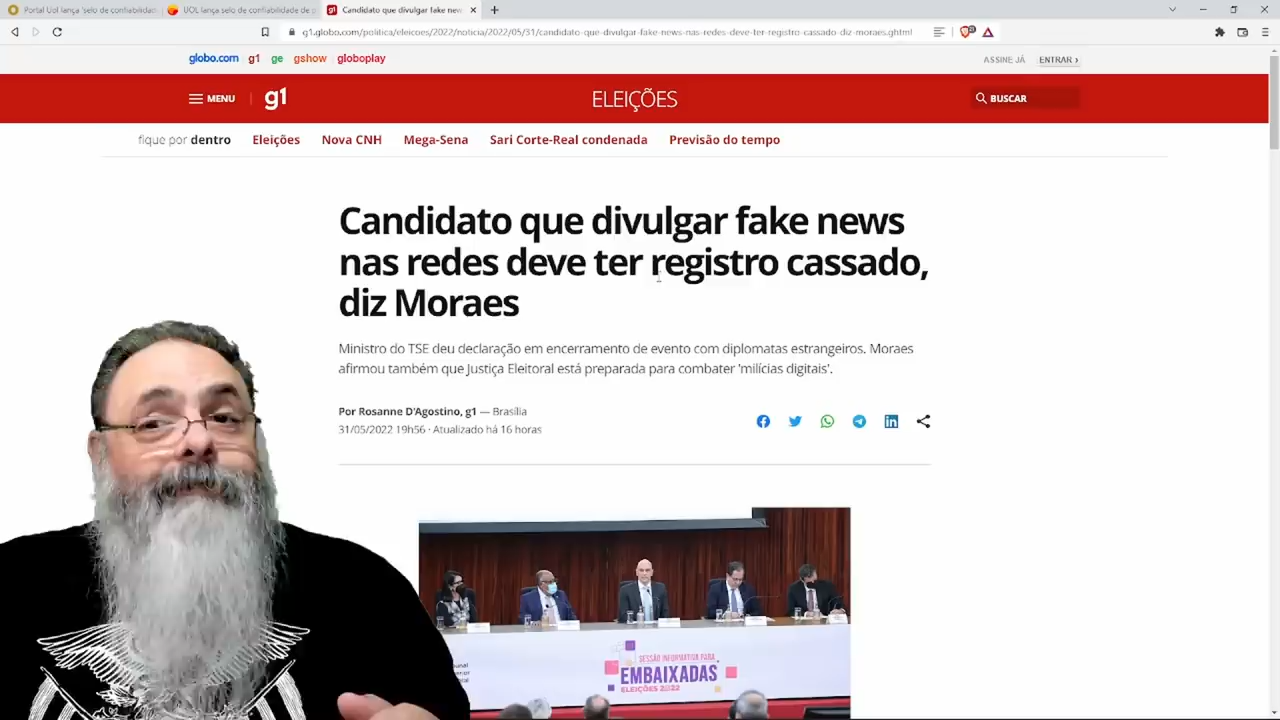 Portal Uol lança 'selo de confiabilidad
UOL lança selo de confiabilidade de p
Candidato que divulgar fake new
g1.globo.com/politica/eleicoes/2022/noticia/2022/05/31/candidato-que-divulgar-fake-news-nas-redes-deve-ter-registro-cassado-diz-moraes.ghtml
globo.com g1 ge gshow globoplay ASSINE JÁ ENTRAR ›
MENU g1 ELEIÇÕES BUSCAR
fique por dentro Eleições Nova CNH Mega-Sena Sari Corte-Real condenada Previsão do tempo
Candidato que divulgar fake news
nas redes deve ter registro cassado,
diz Moraes
Ministro do TSE deu declaração em encerramento de evento com diplomatas estrangeiros. Moraes
afirmou também que Justiça Eleitoral está preparada para combater 'milícias digitais'.
Por Rosanne D'Agostino, g1 — Brasília
31/05/2022 19h56 · Atualizado há 16 horas
SESSÃO INFORMATIVA PARA
EMBAIXADAS
ELEIÇÕES 2022